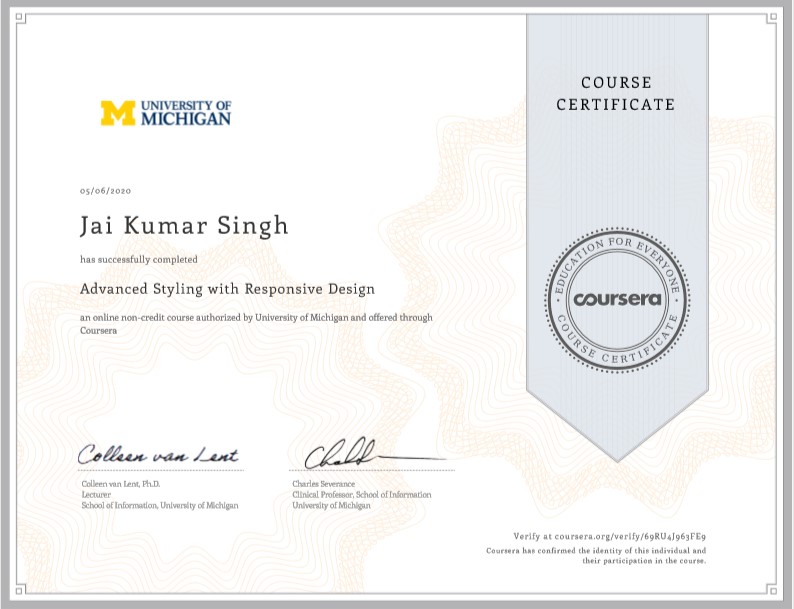 COURSE
CERTIFICATE
UNIVERSITY OF
MICHIGAN
05/06/2020
Jai Kumar Singh
has successfully completed
Advanced Styling with Responsive Design
an online non-credit course authorized by University of Michigan and offered through
Coursera
EDUCATION FOR EVERYONE
coursera
COURSE CERTIFICATE
Colleen van Lent
Colleen van Lent, Ph.D.
Lecturer
School of Information, University of Michigan
Charles Severance
Clinical Professor, School of Information
University of Michigan
Verify at coursera.org/verify/69RU4J963FE9
Coursera has confirmed the identity of this individual and
their participation in the course.